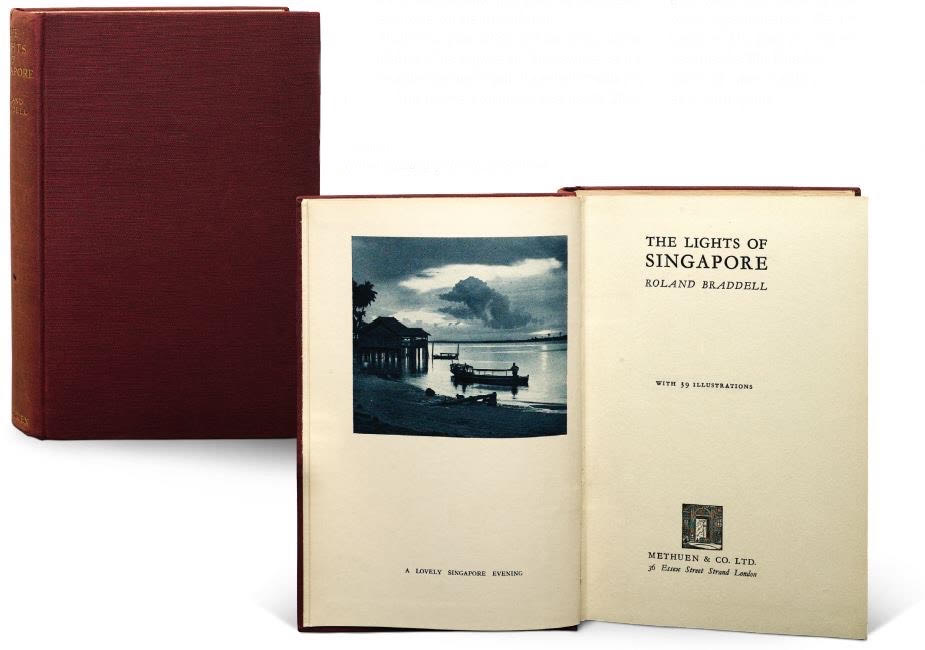 APORE
A LOVELY SINGAPORE EVENING
THE LIGHTS OF
SINGAPORE
ROLAND BRADDELL
WITH 39 ILLUSTRATIONS
METHUEN & CO. LTD.
36 Essex Street Strand London